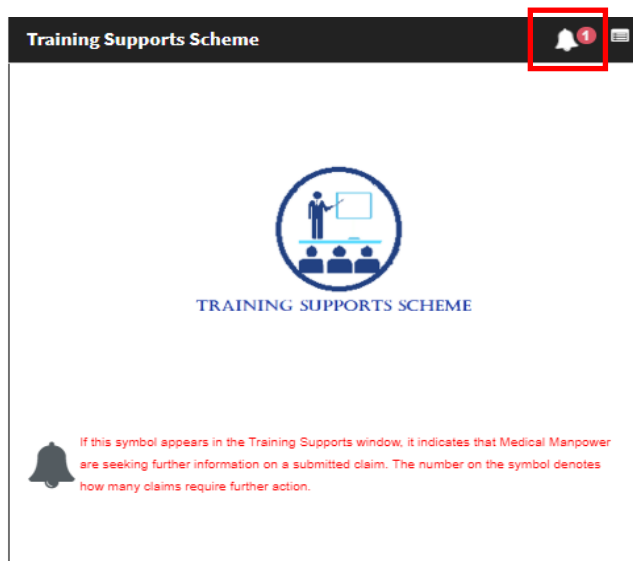 Training Supports Scheme
1
TRAINING SUPPORTS SCHEME
If this symbol appears in the Training Supports window, it indicates that Medical Manpower
are seeking further information on a submitted claim. The number on the symbol denotes
how many claims require further action.